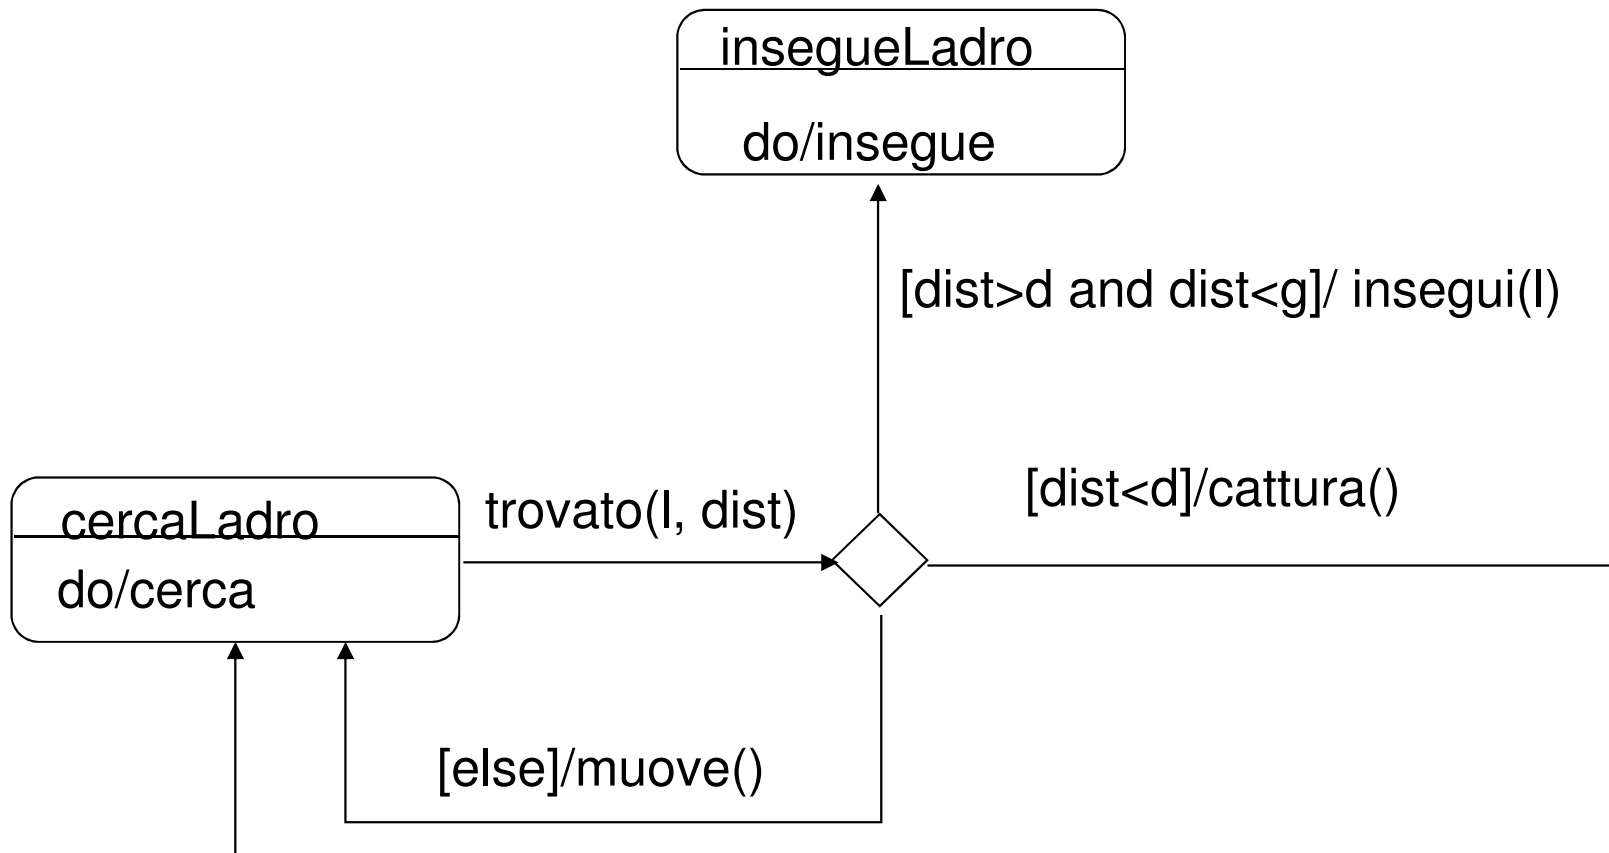 insegueLadro
do/insegue
[dist>d and dist<g]/ insegui(l)
[dist<d]/cattura()
cercaLadro
trovato(l, dist)
do/cerca
[else]/muove()